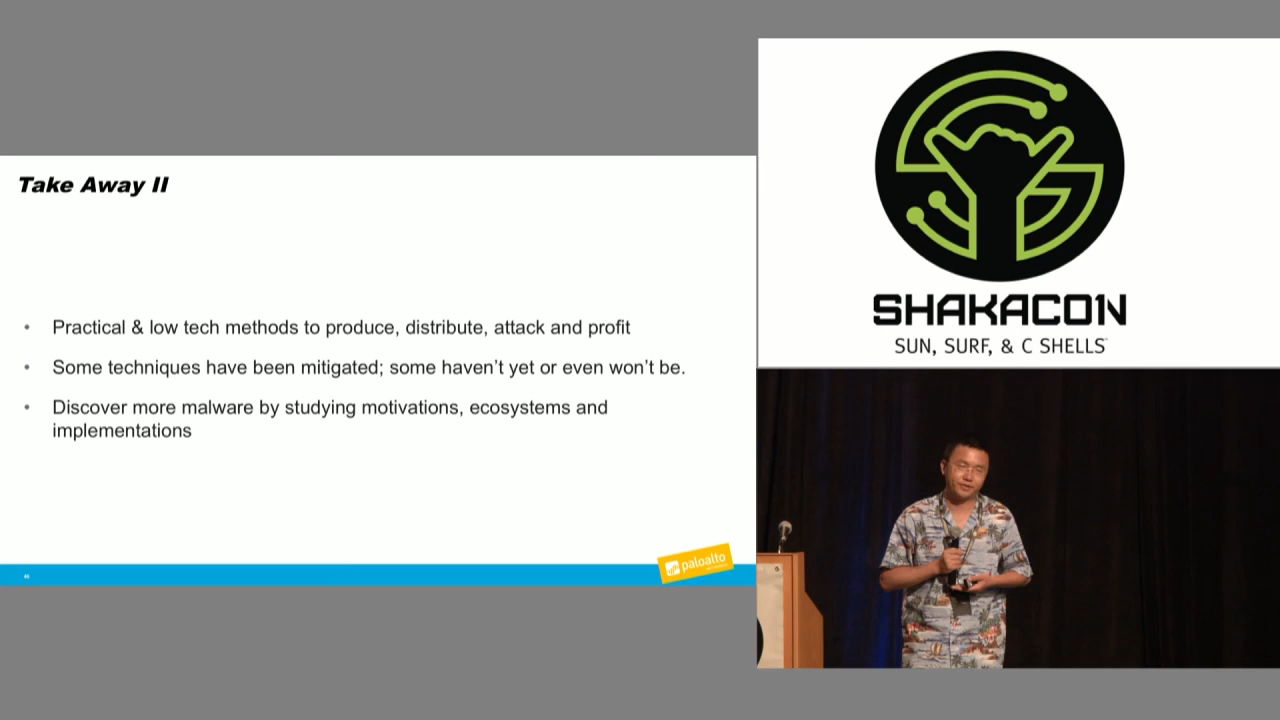 Take Away II
• Practical & low tech methods to produce, distribute, attack and profit
• Some techniques have been mitigated; some haven’t yet or even won’t be.
• Discover more malware by studying motivations, ecosystems and
implementations
paloalto
SHAKACON
SUN, SURF, & C SHELLS